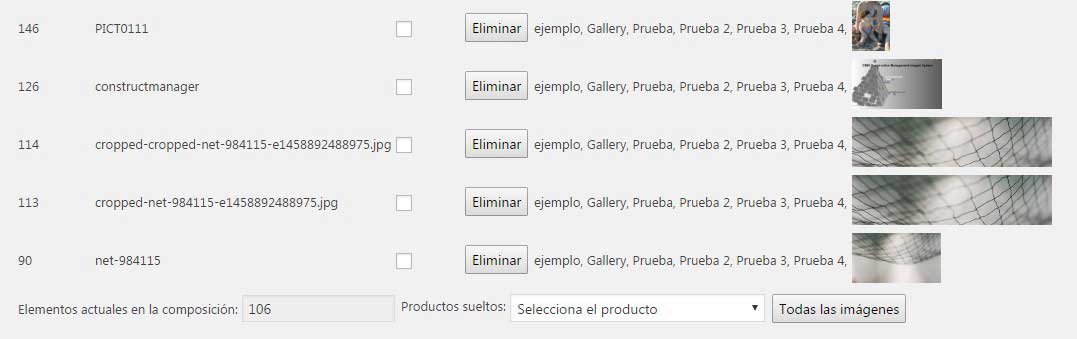 146 PICT0111 Eliminar ejemplo, Gallery, Prueba, Prueba 2, Prueba 3, Prueba 4,
126 constructmanager Eliminar ejemplo, Gallery, Prueba, Prueba 2, Prueba 3, Prueba 4,
114 cropped-cropped-net-984115-e1458892488975.jpg Eliminar ejemplo, Gallery, Prueba, Prueba 2, Prueba 3, Prueba 4,
113 cropped-net-984115-e1458892488975.jpg Eliminar ejemplo, Gallery, Prueba, Prueba 2, Prueba 3, Prueba 4,
90 net-984115 Eliminar ejemplo, Gallery, Prueba, Prueba 2, Prueba 3, Prueba 4,
Elementos actuales en la composición: 106 Productos sueltos: Selecciona el producto Todas las imágenes